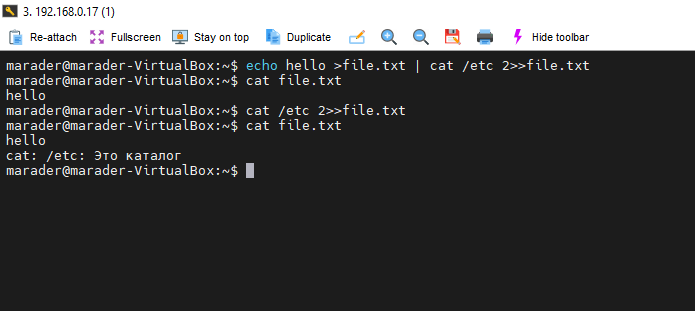 3. 192.168.0.17 (1)
Re-attach Fullscreen Stay on top Duplicate Hide toolbar
marader@marader-VirtualBox:~$ echo hello >file.txt | cat /etc 2>>file.txt
marader@marader-VirtualBox:~$ cat file.txt
hello
marader@marader-VirtualBox:~$ cat /etc 2>>file.txt
marader@marader-VirtualBox:~$ cat file.txt
hello
cat: /etc: Это каталог
marader@marader-VirtualBox:~$